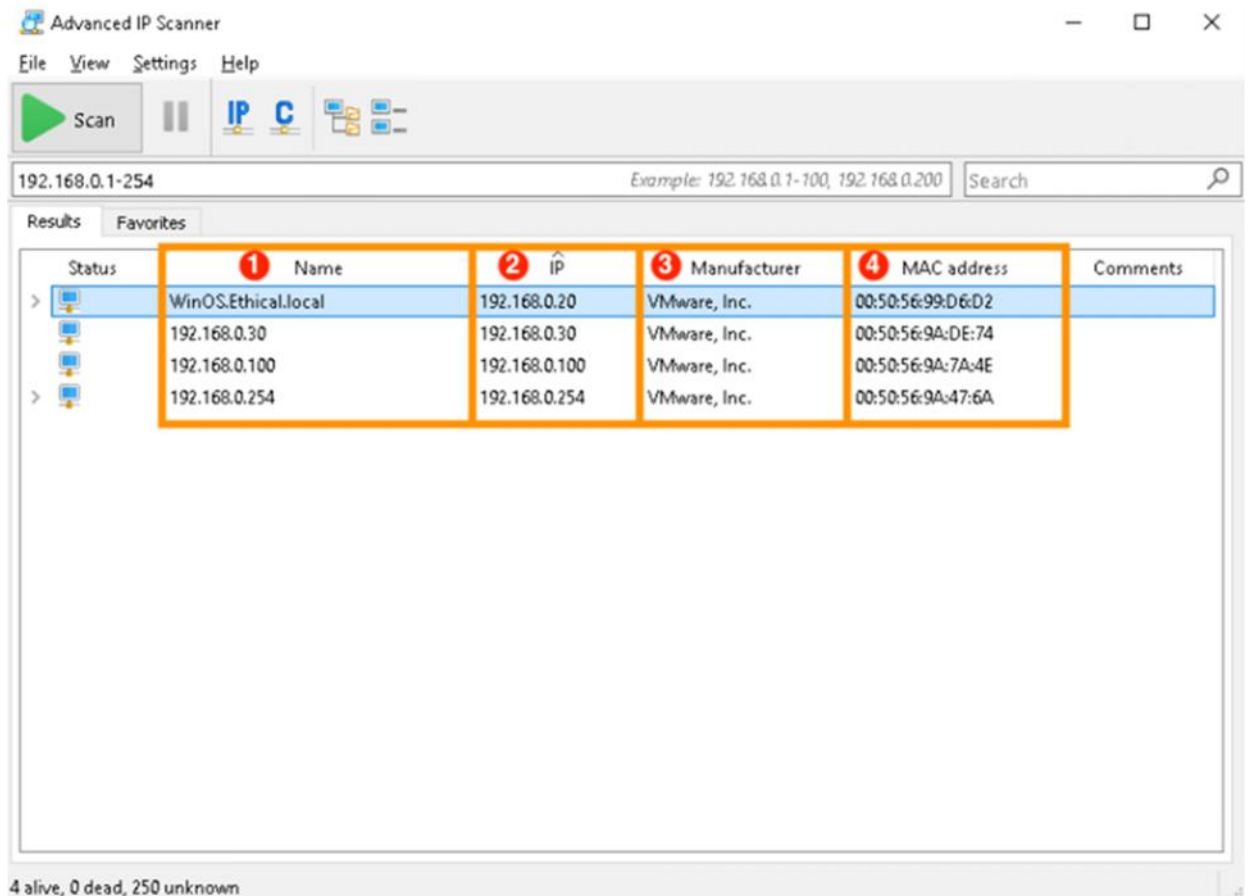 Advanced IP Scanner
File View Settings Help
Scan IP C
192.168.0.1-254 Example: 192.168.0.1-100, 192.168.0.200 Search
Results Favorites
Status 1 Name 2 IP 3 Manufacturer 4 MAC address Comments
WinOS.Ethical.local 192.168.0.20 VMware, Inc. 00:50:56:99:D6:D2
192.168.0.30 192.168.0.30 VMware, Inc. 00:50:56:9A:DE:74
192.168.0.100 192.168.0.100 VMware, Inc. 00:50:56:9A:7A:4E
192.168.0.254 192.168.0.254 VMware, Inc. 00:50:56:9A:47:6A
4 alive, 0 dead, 250 unknown